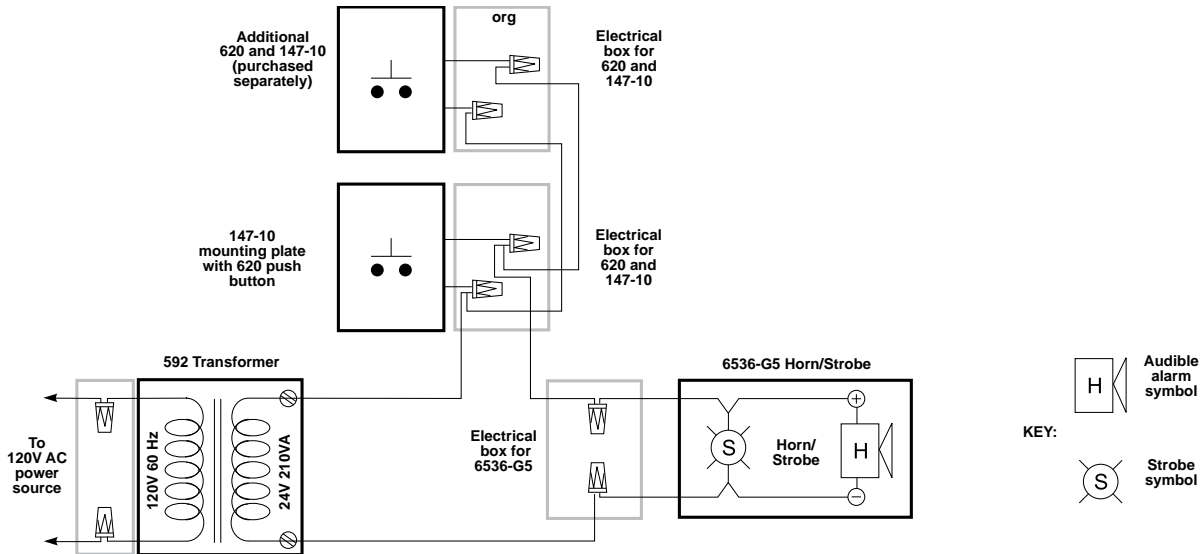 Additional
620 and 147-10
(purchased
separately)
org
Electrical
box for
620 and
147-10
147-10
mounting plate
with 620 push
button
Electrical
box for
620 and
147-10
592 Transformer
6536-G5 Horn/Strobe
To
120V AC
power
source
120V 60 Hz
24V 210VA
Electrical
box for
6536-G5
S
Horn/
Strobe
H
KEY:
H
Audible
alarm
symbol
S
Strobe
symbol